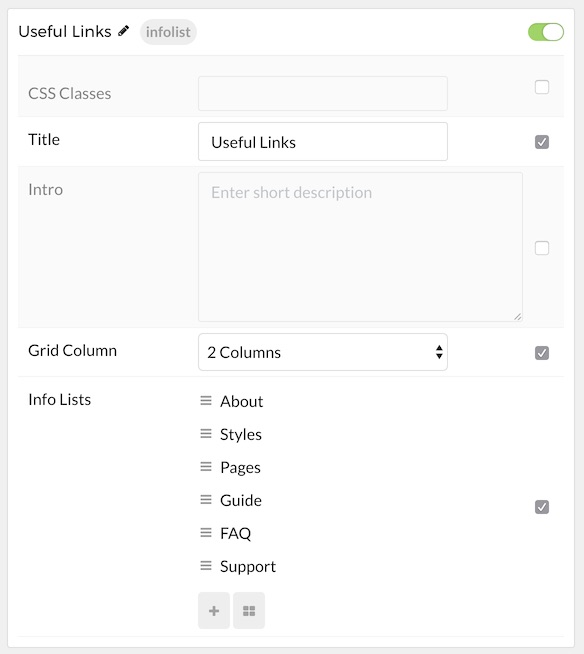 Useful Links infolist
CSS Classes
Title Useful Links
Intro Enter short description
Grid Column 2 Columns
Info Lists About
Styles
Pages
Guide
FAQ
Support